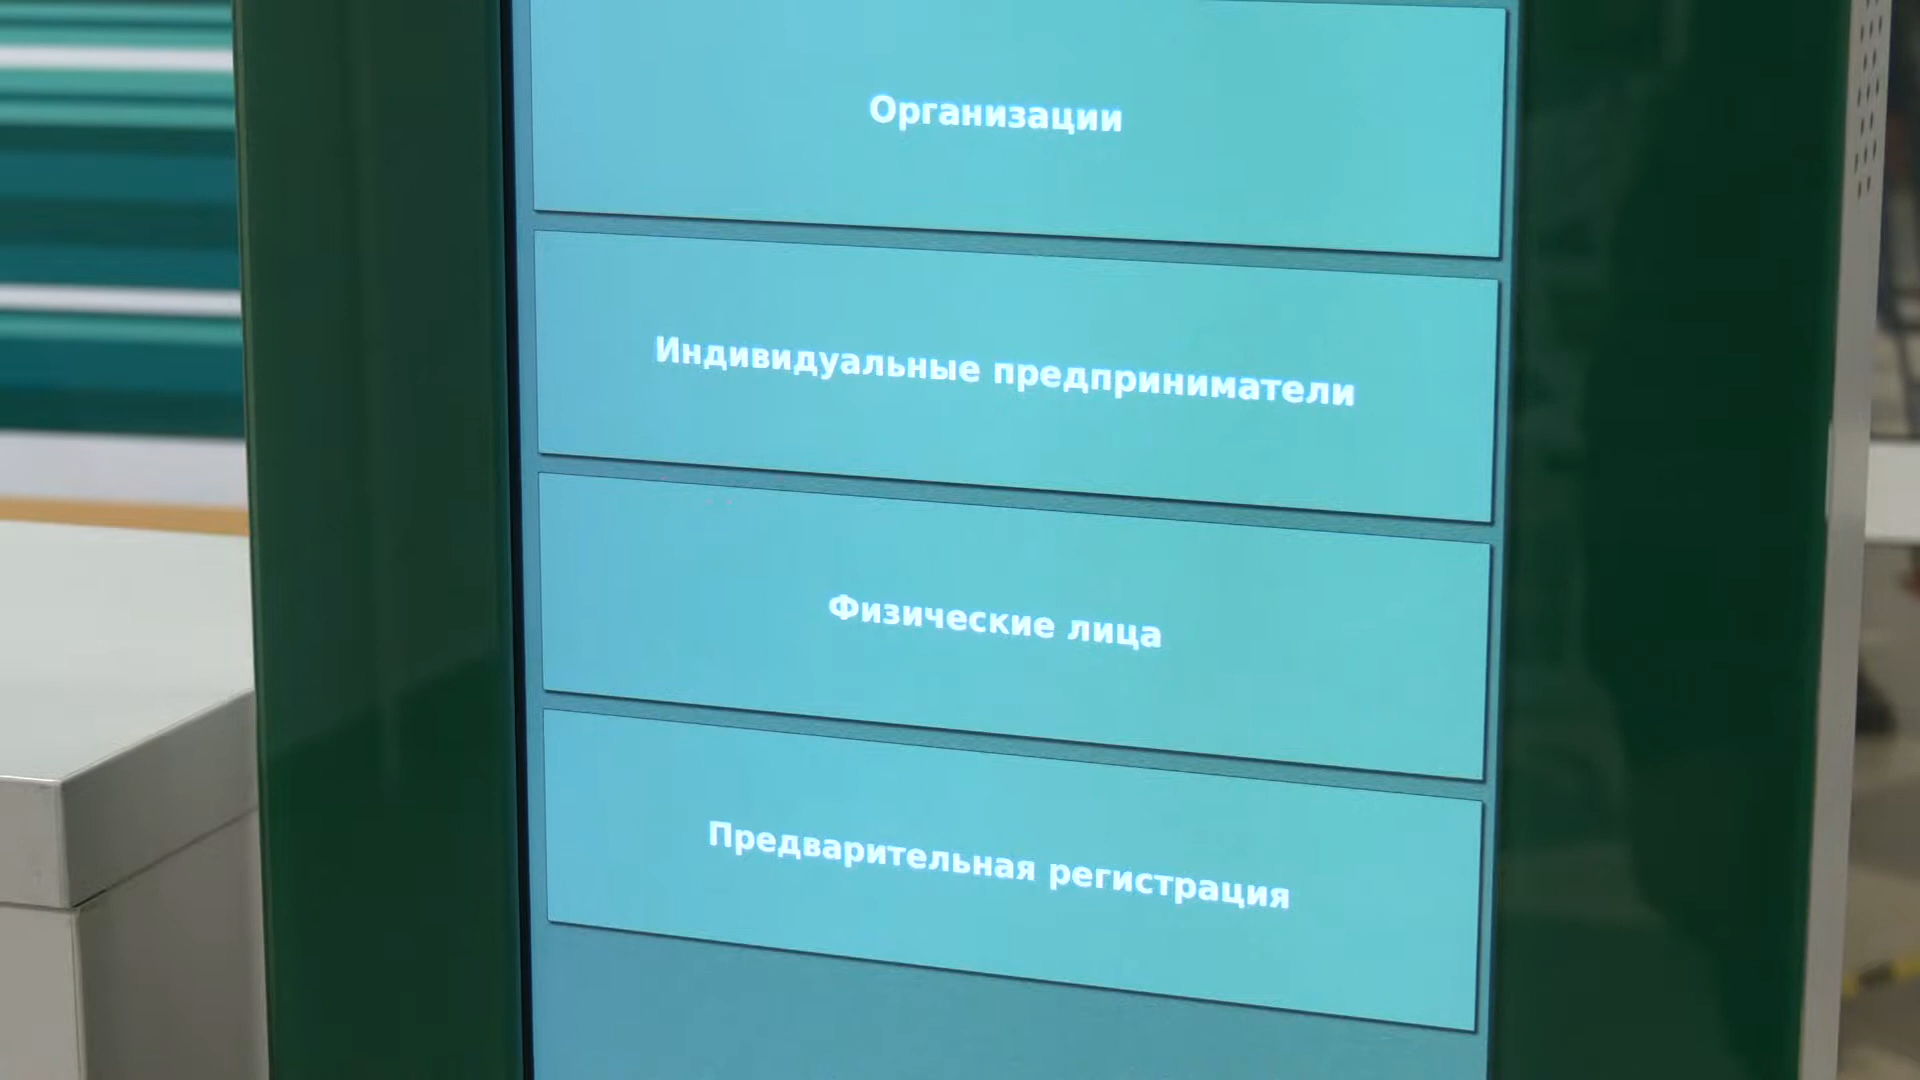 Организации
Индивидуальные предприниматели
Физические лица
Предварительная регистрация